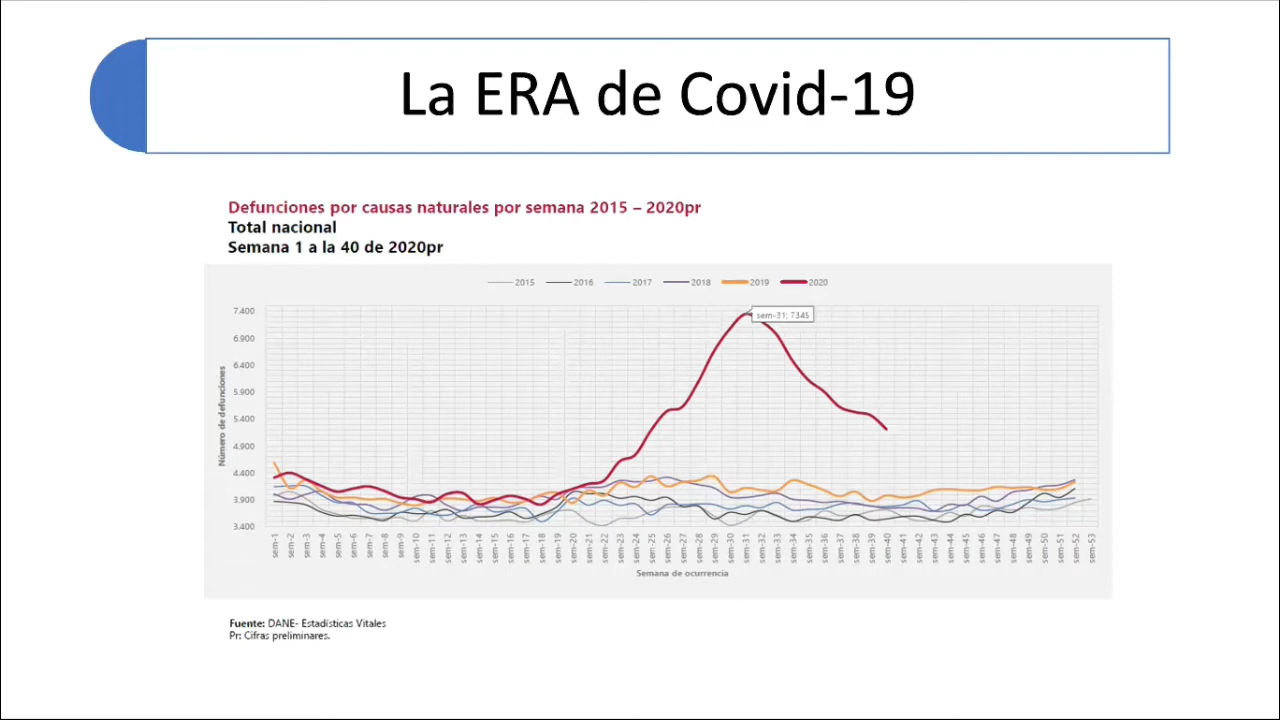 La ERA de Covid-19
Defunciones por causas naturales por semana 2015 – 2020pr
Total nacional
Semana 1 a la 40 de 2020pr
2015 2016 2017 2018 2019 2020
7.400
sem-31; 7345
6.900
6.400
5.900
5.400
4.900
4.400
3.900
3.400
Número de defunciones
sem-1 sem-2 sem-3 sem-4 sem-5 sem-6 sem-7 sem-8 sem-9 sem-10 sem-11 sem-12 sem-13 sem-14 sem-15 sem-16 sem-17 sem-18 sem-19 sem-20 sem-21 sem-22 sem-23 sem-24 sem-25 sem-26 sem-27 sem-28 sem-29 sem-30 sem-31 sem-32 sem-33 sem-34 sem-35 sem-36 sem-37 sem-38 sem-39 sem-40 sem-41 sem-42 sem-43 sem-44 sem-45 sem-46 sem-47 sem-48 sem-49 sem-50 sem-51 sem-52 sem-53
Semana de ocurrencia
Fuente: DANE- Estadísticas Vitales
Pr: Cifras preliminares.